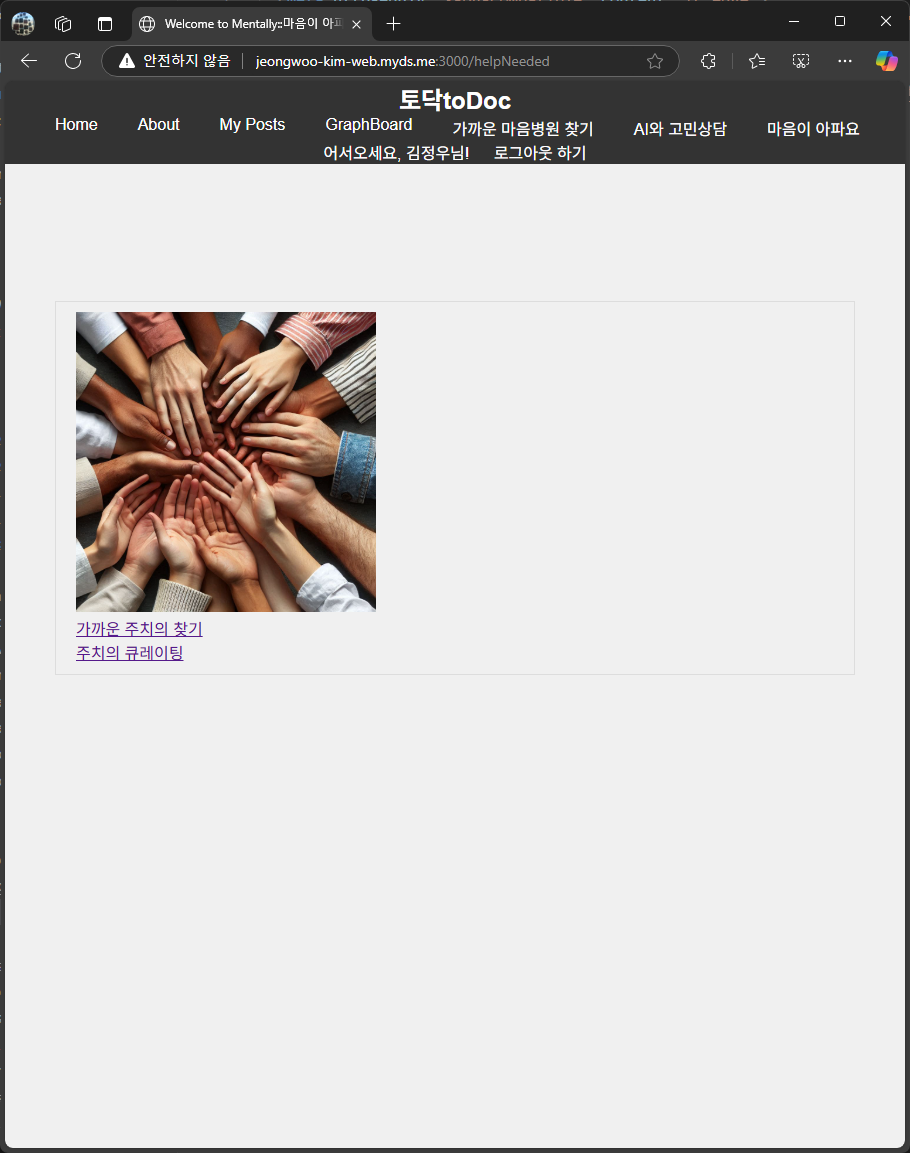 Welcome to Mentally::마음이 아파
안전하지 않음
jeongwoo-kim-web.myds.me:3000/helpNeeded
토닥toDoc
Home About My Posts GraphBoard 가까운 마음병원 찾기 AI와 고민상담 마음이 아파요
어서오세요, 김정우님! 로그아웃 하기
가까운 주치의 찾기
주치의 큐레이팅